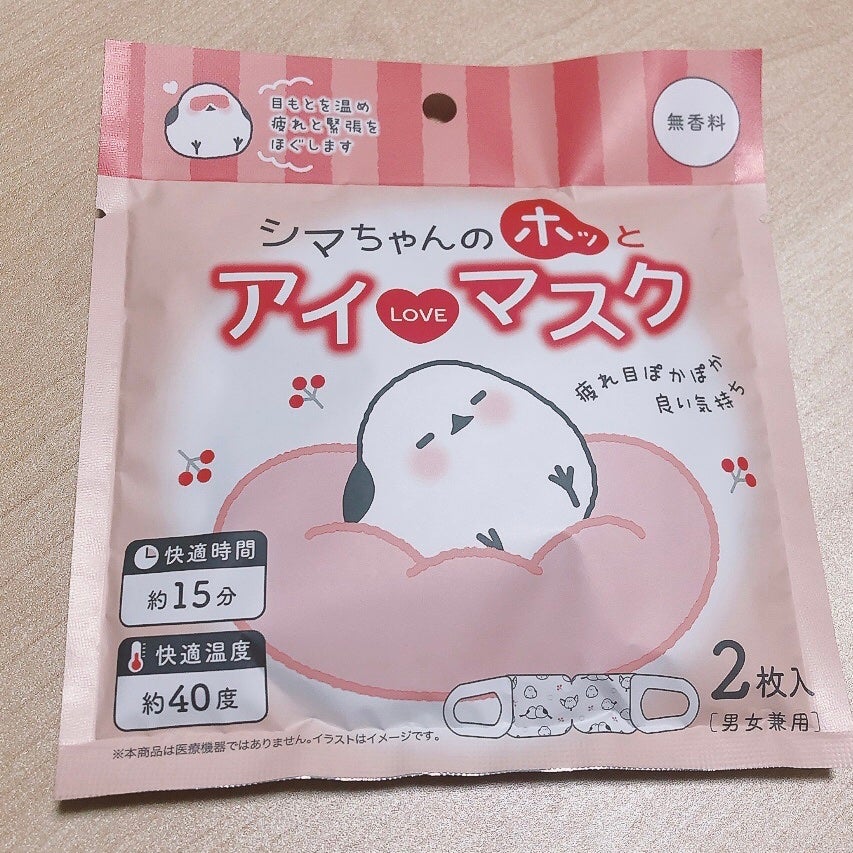 目もとを温め
疲れと緊張を
ほぐします
無香料
シマちゃんのホッと
アイLOVEマスク
疲れ目ぽかぽか
良い気持ち
快適時間
約15分
快適温度
約40度
2枚入
[男女兼用]
※本商品は医療機器ではありません。イラストはイメージです。